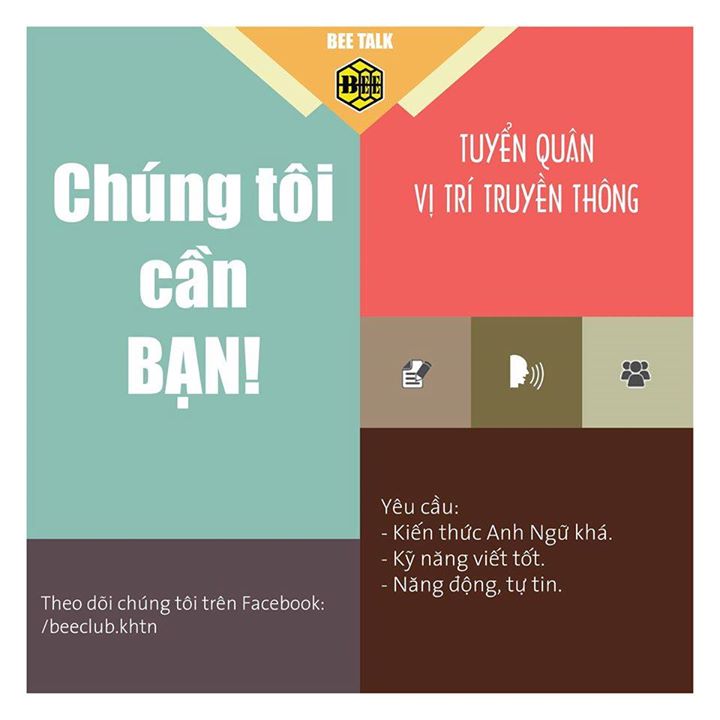 BEE TALK
BEE
Chúng tôi
cần
BẠN!
TUYỂN QUÂN
VỊ TRÍ TRUYỀN THÔNG
Yêu cầu:
- Kiến thức Anh Ngữ khá.
- Kỹ năng viết tốt.
- Năng động, tự tin.
Theo dõi chúng tôi trên Facebook:
/beeclub.khtn